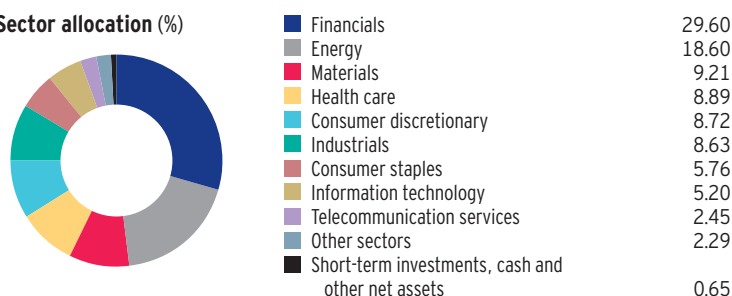 Sector allocation (%)
Financials 29.60
Energy 18.60
Materials 9.21
Health care 8.89
Consumer discretionary 8.72
Industrials 8.63
Consumer staples 5.76
Information technology 5.20
Telecommunication services 2.45
Other sectors 2.29
Short-term investments, cash and
other net assets 0.65